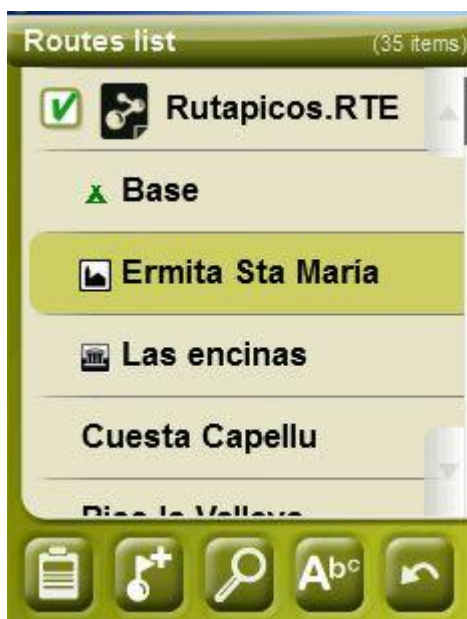 Routes list (35 items)
Rutapicos.RTE
Base
Ermita Sta María
Las encinas
Cuesta Capellu
Abc